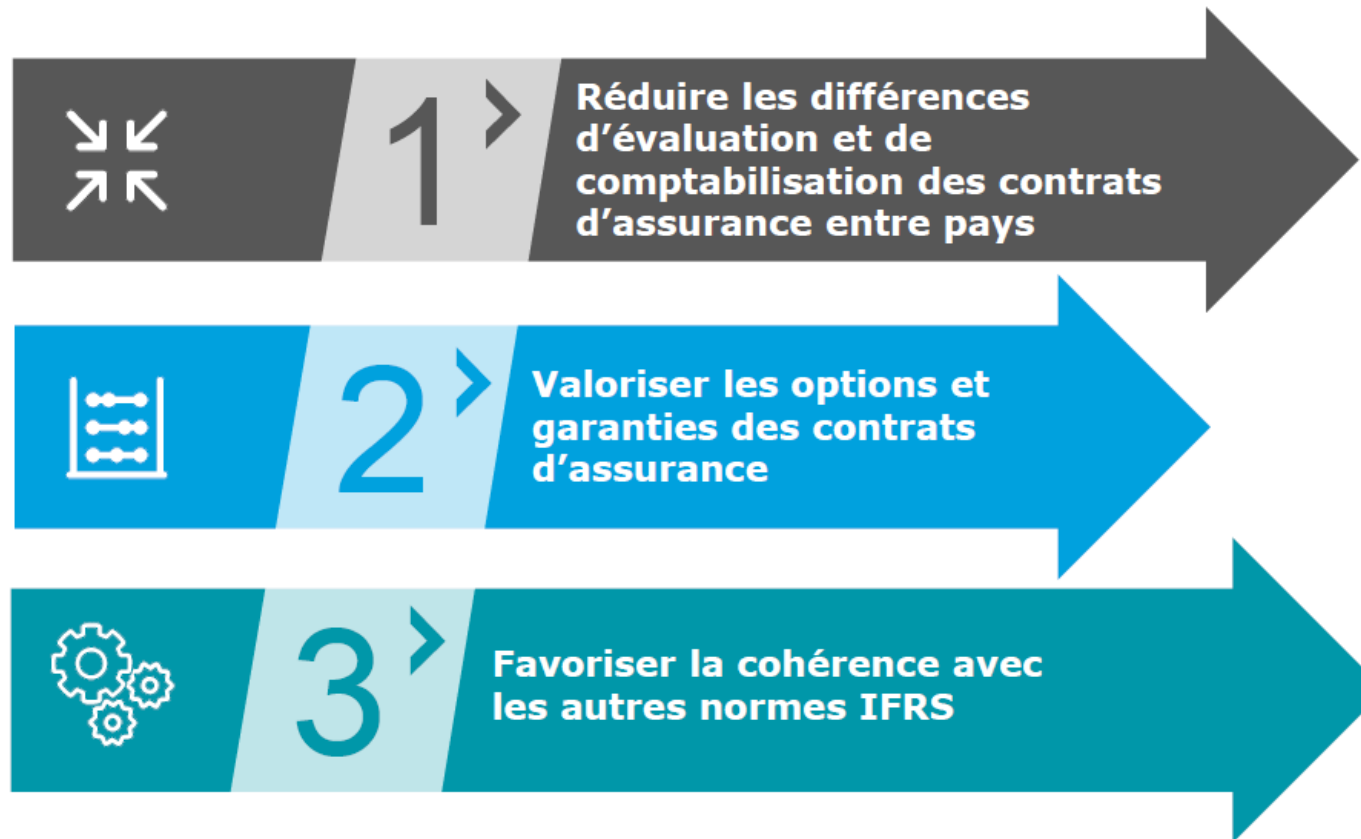 1
Réduire les différences
d’évaluation et de
comptabilisation des contrats
d’assurance entre pays
2
Valoriser les options et
garanties des contrats
d’assurance
3
Favoriser la cohérence avec
les autres normes IFRS